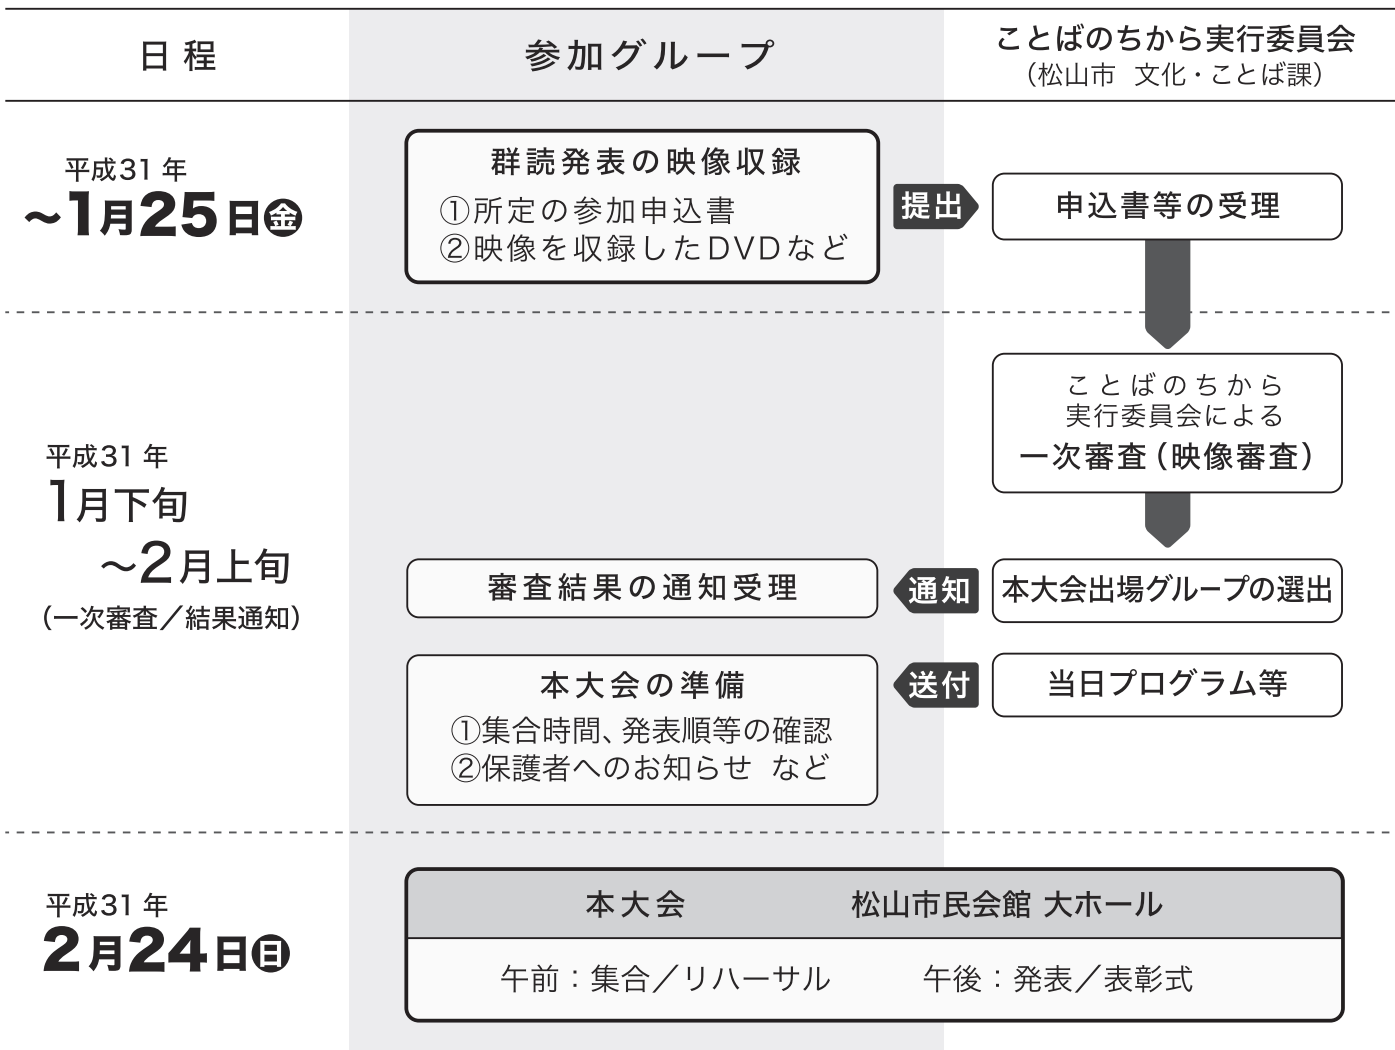 日程
参加グループ
ことばのちから実行委員会
（松山市 文化・ことば課）
平成31年
～1月25日㊎
群読発表の映像収録
①所定の参加申込書
②映像を収録したDVDなど
提出
申込書等の受理
ことばのちから
実行委員会による
一次審査（映像審査）
平成31年
1月下旬
～2月上旬
（一次審査／結果通知）
審査結果の通知受理
通知
本大会出場グループの選出
本大会の準備
①集合時間、発表順等の確認
②保護者へのお知らせ など
送付
当日プログラム等
平成31年
2月24日㊐
本大会 松山市民会館 大ホール
午前：集合／リハーサル 午後：発表／表彰式